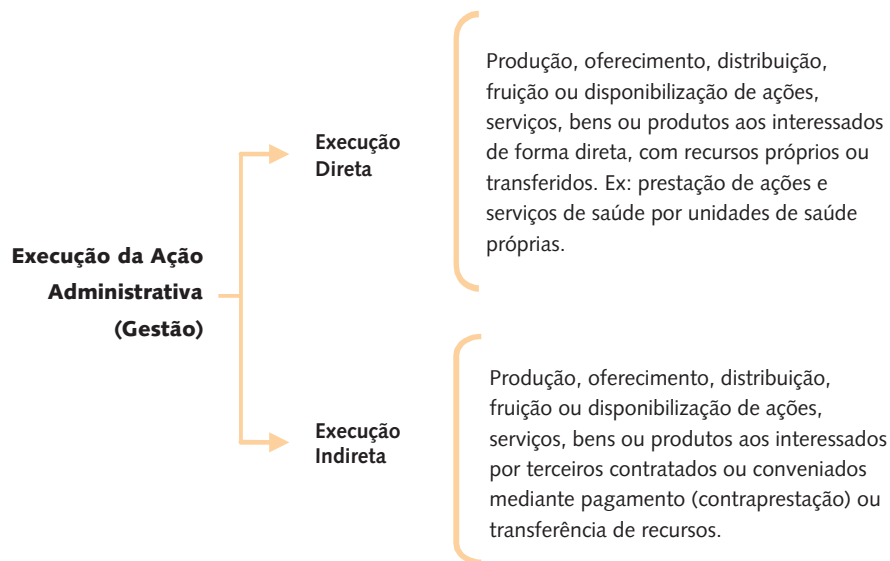 Execução da Ação
Administrativa
(Gestão)
Execução
Direta
Produção, oferecimento, distribuição,
fruição ou disponibilização de ações,
serviços, bens ou produtos aos interessados
de forma direta, com recursos próprios ou
transferidos. Ex: prestação de ações e
serviços de saúde por unidades de saúde
próprias.
Execução
Indireta
Produção, oferecimento, distribuição,
fruição ou disponibilização de ações,
serviços, bens ou produtos aos interessados
por terceiros contratados ou conveniados
mediante pagamento (contraprestação) ou
transferência de recursos.